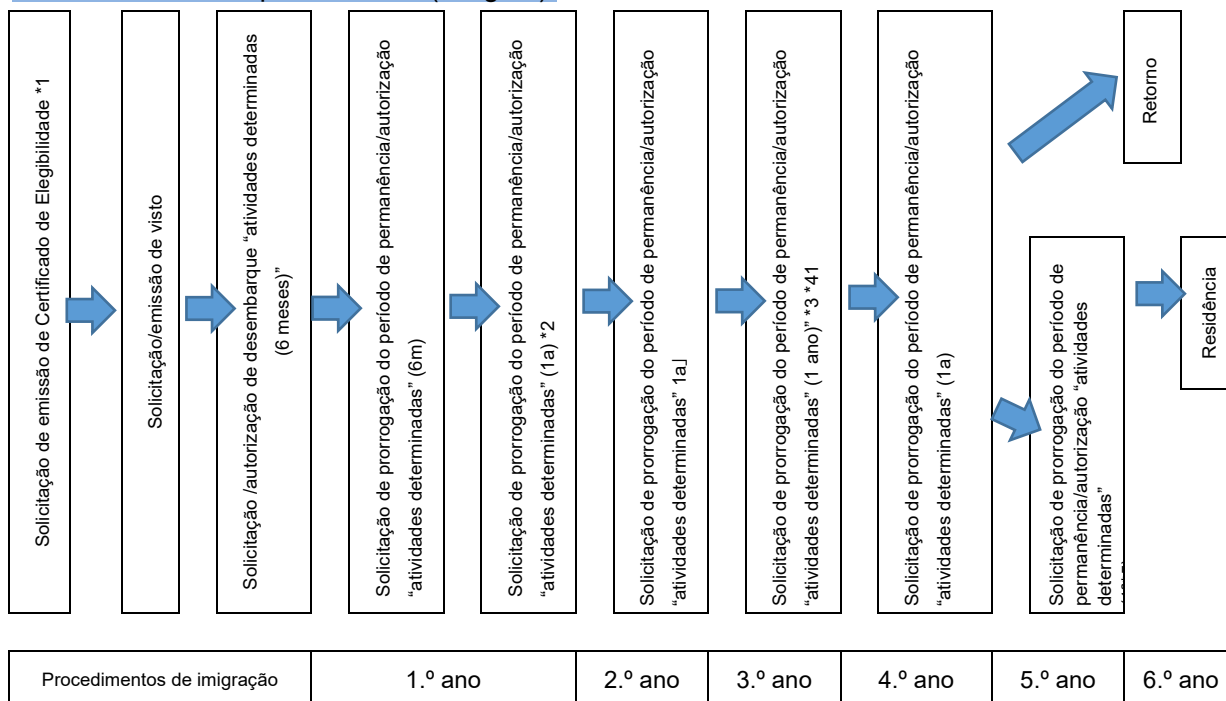 Solicitação de emissão de Certificado de Elegibilidade *1
Solicitação/emissão de visto
Solicitação /autorização de desembarque “atividades determinadas
(6 meses)”
Solicitação de prorrogação do período de permanência/autorização
“atividades determinadas” (6m)
Solicitação de prorrogação do período de permanência/autorização
“atividades determinadas” (1a) *2
Solicitação de prorrogação do período de permanência/autorização
“atividades determinadas” 1a」
Solicitação de prorrogação do período de permanência/autorização
“atividades determinadas” (1 ano)” *3 *41
Solicitação de prorrogação do período de permanência/autorização
“atividades determinadas” (1a)
Solicitação de prorrogação do período de
permanência/autorização “atividades
determinadas”
Retorno
Residência
Procedimentos de imigração
1.º ano
2.º ano
3.º ano
4.º ano
5.º ano
6.º ano